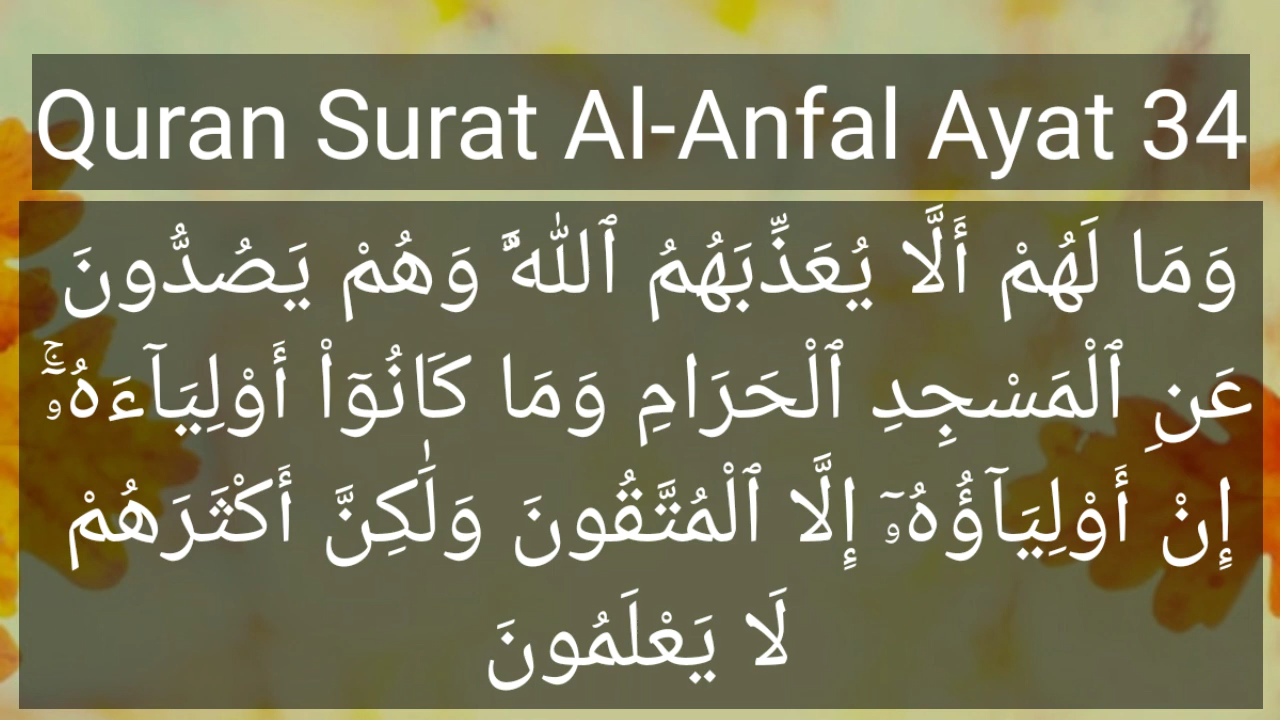 Quran Surat Al-Anfal Ayat 34
وَمَا لَهُمْ أَلَّا يُعَذِّبَهُمُ ٱللَّهُ وَهُمْ يَصُدُّونَ
عَنِ ٱلْمَسْجِدِ ٱلْحَرَامِ وَمَا كَانُوٓا۟ أَوْلِيَآءَهُۥٓ ۚ
إِنْ أَوْلِيَآؤُهُۥٓ إِلَّا ٱلْمُتَّقُونَ وَلَٰكِنَّ أَكْثَرَهُمْ
لَا يَعْلَمُونَ